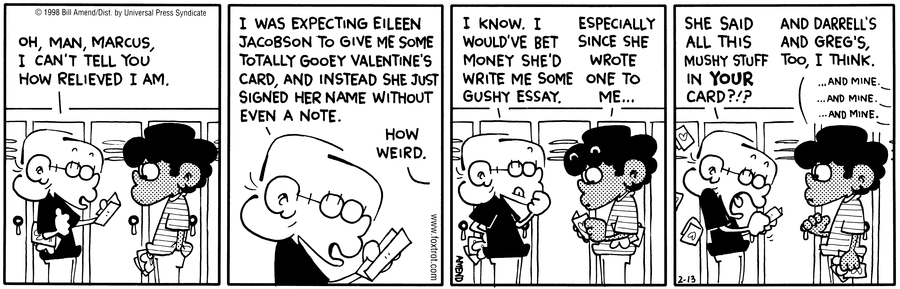 © 1998 Bill Amend/Dist. by Universal Press Syndicate
OH, MAN, MARCUS,
I CAN'T TELL YOU
HOW RELIEVED I AM.
I WAS EXPECTING EILEEN
JACOBSON TO GIVE ME SOME
TOTALLY GOOEY VALENTINE'S
CARD, AND INSTEAD SHE JUST
SIGNED HER NAME WITHOUT
EVEN A NOTE.
HOW
WEIRD.
www.foxtrot.com
I KNOW. I
WOULD'VE BET
MONEY SHE'D
WRITE ME SOME
GUSHY ESSAY.
ESPECIALLY
SINCE SHE
WROTE
ONE TO
ME...
AMEND
SHE SAID
ALL THIS
MUSHY STUFF
IN YOUR
CARD?!?
AND DARRELL'S
AND GREG'S,
TOO, I THINK.
...AND MINE.
...AND MINE.
...AND MINE.
2-13